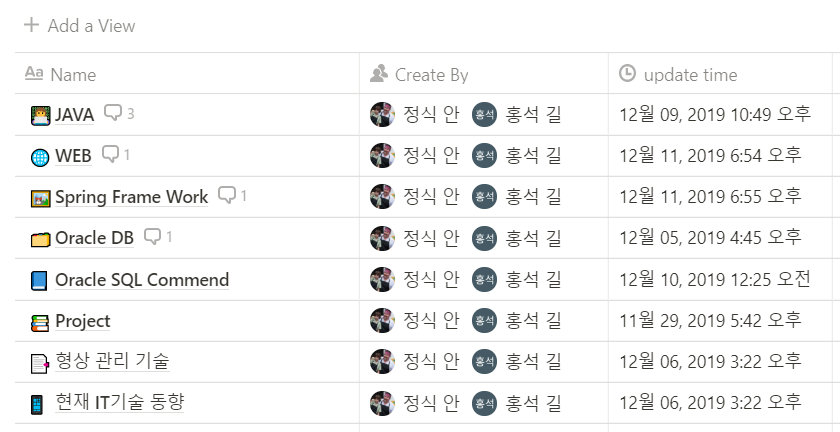 Add a View
Aa Name Create By update time
JAVA 3 정식 안 홍석 홍석 길 12월 09, 2019 10:49 오후
WEB 1 정식 안 홍석 홍석 길 12월 11, 2019 6:54 오후
Spring Frame Work 1 정식 안 홍석 홍석 길 12월 11, 2019 6:55 오후
Oracle DB 1 정식 안 홍석 홍석 길 12월 05, 2019 4:45 오후
Oracle SQL Commend 정식 안 홍석 홍석 길 12월 10, 2019 12:25 오전
Project 정식 안 홍석 홍석 길 11월 29, 2019 5:42 오후
형상 관리 기술 정식 안 홍석 홍석 길 12월 06, 2019 3:22 오후
현재 IT기술 동향 정식 안 홍석 홍석 길 12월 06, 2019 3:22 오후